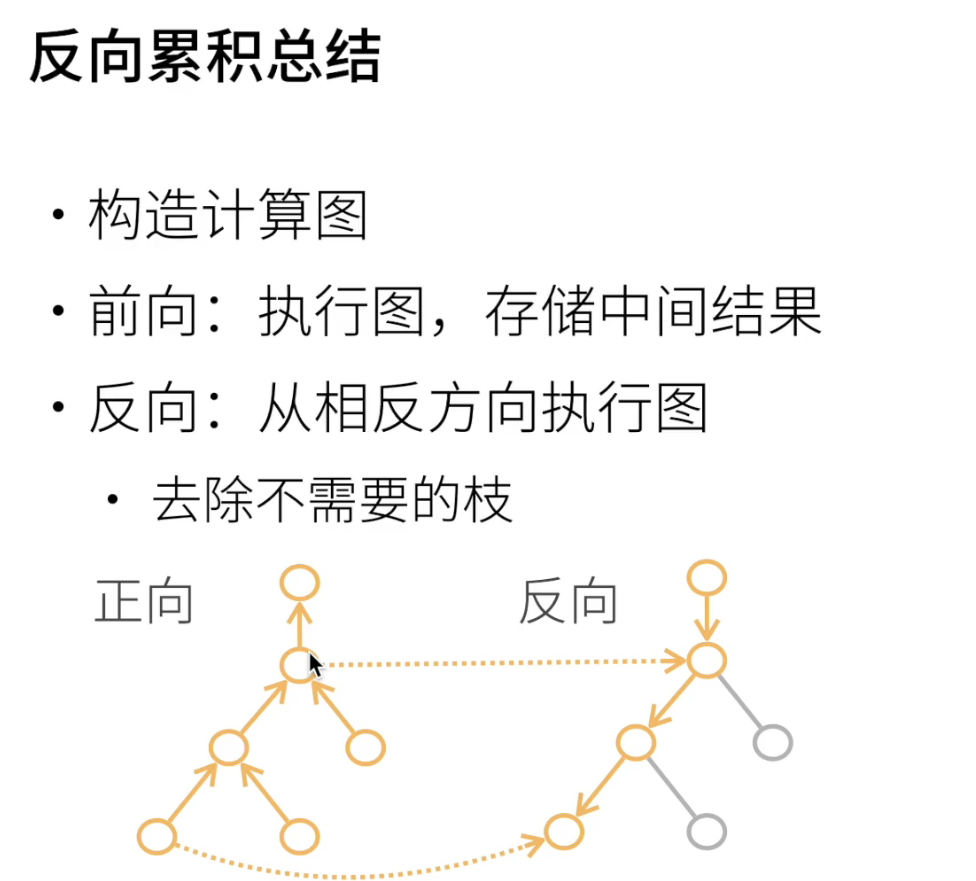 反向累积总结
• 构造计算图
• 前向：执行图，存储中间结果
• 反向：从相反方向执行图
• 去除不需要的枝
正向
反向